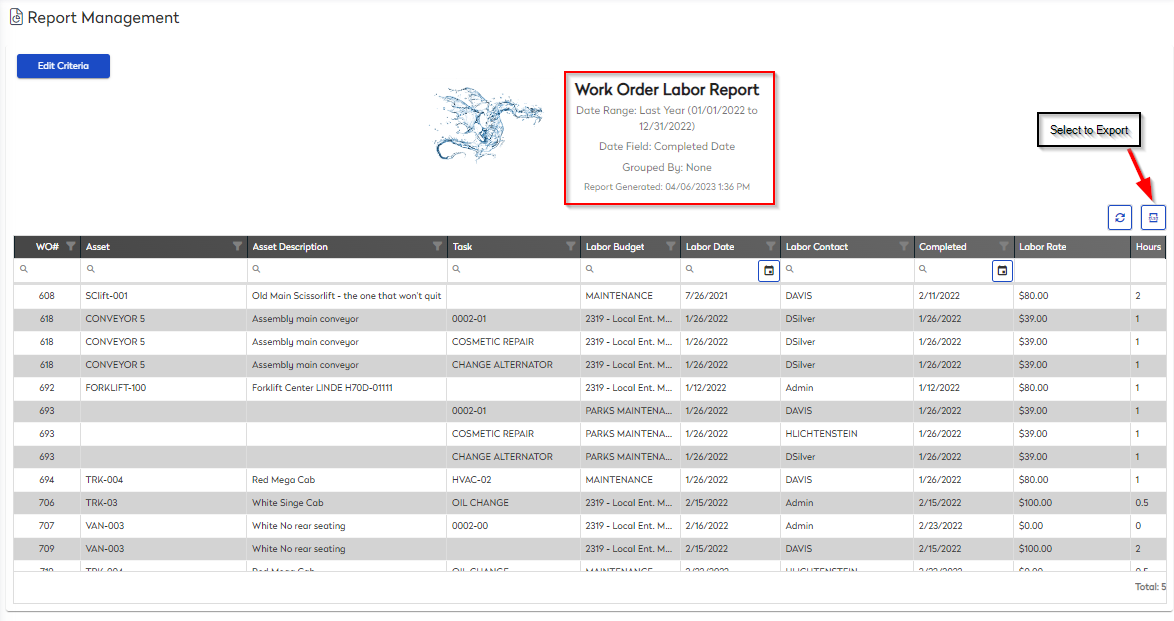 Report Management
Edit Criteria
Work Order Labor Report
Date Range: Last Year (01/01/2022 to
12/31/2022)
Date Field: Completed Date
Grouped By: None
Report Generated: 04/06/2023 1:36 PM
Select to Export
WO# Asset Asset Description Task Labor Budget Labor Date Labor Contact Completed Labor Rate Hours
608 SClift-001 Old Main Scissorlift - the one that won't quit MAINTENANCE 7/26/2021 DAVIS 2/11/2022 $80.00 2
618 CONVEYOR 5 Assembly main conveyor 0002-01 2319 - Local Ent. M... 1/26/2022 DSilver 1/26/2022 $39.00 1
618 CONVEYOR 5 Assembly main conveyor COSMETIC REPAIR 2319 - Local Ent. M... 1/26/2022 DSilver 1/26/2022 $39.00 1
618 CONVEYOR 5 Assembly main conveyor CHANGE ALTERNATOR 2319 - Local Ent. M... 1/26/2022 DSilver 1/26/2022 $39.00 1
692 FORKLIFT-100 Forklift Center LINDE H70D-01111 2319 - Local Ent. M... 1/12/2022 Admin 1/12/2022 $80.00 1
693 0002-01 PARKS MAINTENA... 1/26/2022 DAVIS 1/26/2022 $39.00 1
693 COSMETIC REPAIR PARKS MAINTENA... 1/26/2022 HLICHTENSTEIN 1/26/2022 $39.00 1
693 CHANGE ALTERNATOR PARKS MAINTENA... 1/26/2022 DSilver 1/26/2022 $39.00 1
694 TRK-004 Red Mega Cab HVAC-02 MAINTENANCE 1/26/2022 DAVIS 1/26/2022 $80.00 1
706 TRK-03 White Singe Cab OIL CHANGE 2319 - Local Ent. M... 2/15/2022 Admin 2/15/2022 $100.00 0.5
707 VAN-003 White No rear seating 0002-00 2319 - Local Ent. M... 2/16/2022 Admin 2/23/2022 $0.00 0
709 VAN-003 White No rear seating 2319 - Local Ent. M... 2/15/2022 DAVIS 2/15/2022 $100.00 2
Total: 5